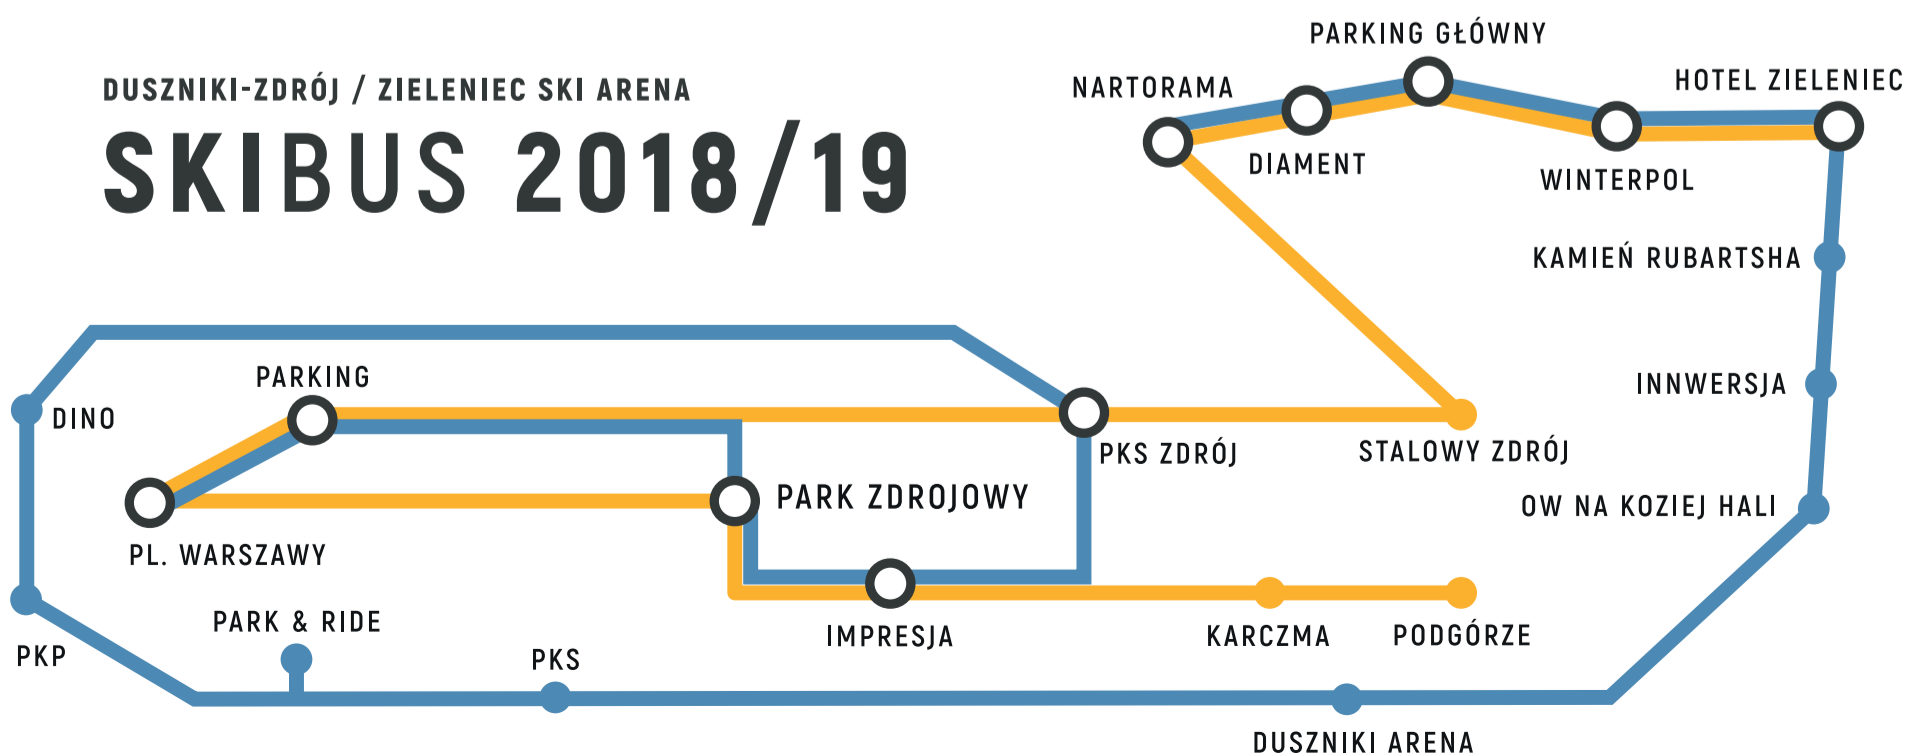 DUSZNIKI-ZDRÓJ / ZIELENIEC SKI ARENA
SKIBUS 2018/19
PARKING GŁÓWNY
NARTORAMA
HOTEL ZIELENIEC
DIAMENT
WINTERPOL
KAMIEŃ RUBARTSHA
PARKING
INNWERSJA
DINO
PKS ZDRÓJ
STALOWY ZDRÓJ
PARK ZDROJOWY
OW NA KOZIEJ HALI
PL. WARSZAWY
PARK & RIDE
IMPRESJA
KARCZMA
PODGÓRZE
PKP
PKS
DUSZNIKI ARENA